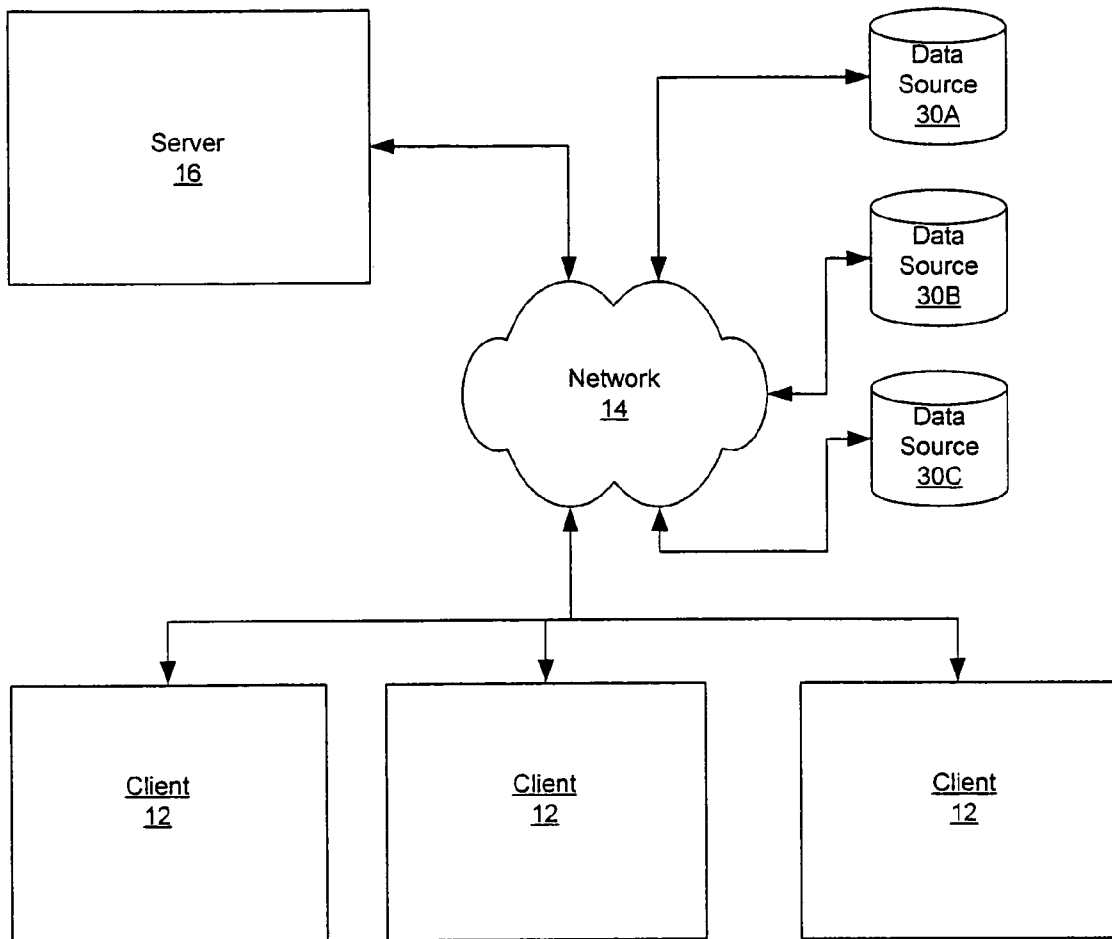 Server
16
Data
Source
30A
Data
Source
30B
Network
14
Data
Source
30C
Client
12
Client
12
Client
12